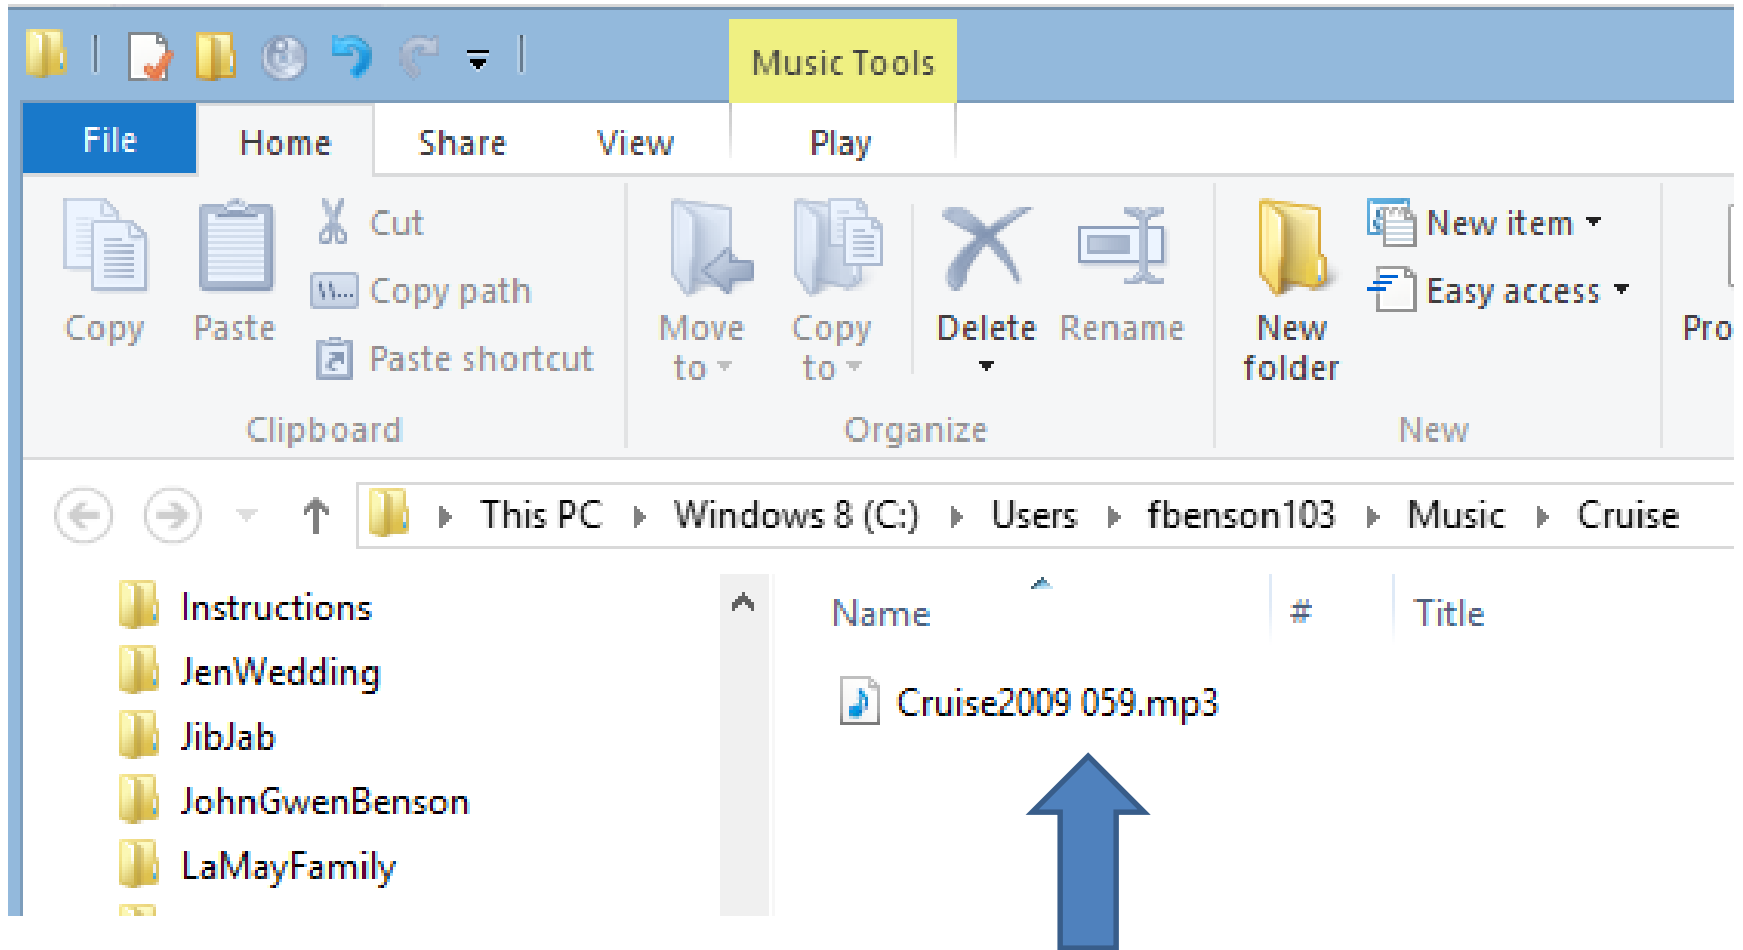 Music Tools
File Home Share View Play
Copy
Paste
Cut
Copy path
Paste shortcut
Clipboard
Move
to
Copy
to
Delete
Rename
Organize
New
folder
New item
Easy access
New
Pro
This PC Windows 8 (C:) Users fbenson103 Music Cruise
Instructions
JenWedding
JibJab
JohnGwenBenson
LaMayFamily
Name # Title
Cruise2009 059.mp3